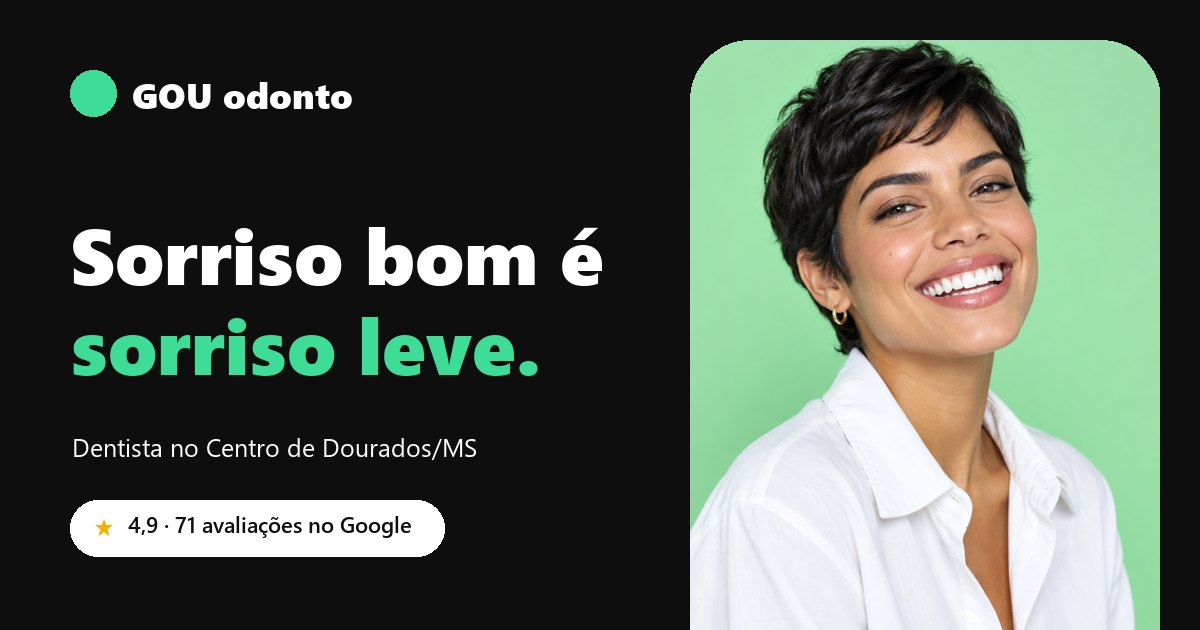 GOU odonto
Sorriso bom é
sorriso leve.
Dentista no Centro de Dourados/MS
4,9 · 71 avaliações no Google